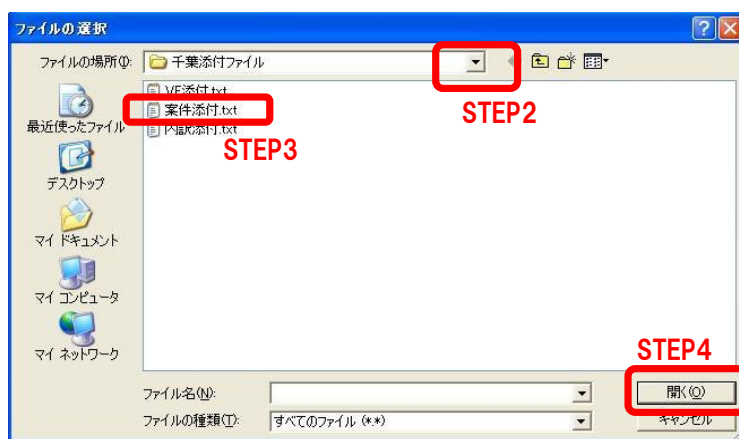 ファイルの選択
ファイルの場所(I):
千葉添付ファイル
STEP2
VE添付.txt
案件添付.txt
内訳添付.txt
STEP3
最近使ったファイル
デスクトップ
マイ ドキュメント
マイ コンピュータ
マイ ネットワーク
STEP4
ファイル名(N):
開く(O)
ファイルの種類(T):
すべてのファイル (*.*)
キャンセル